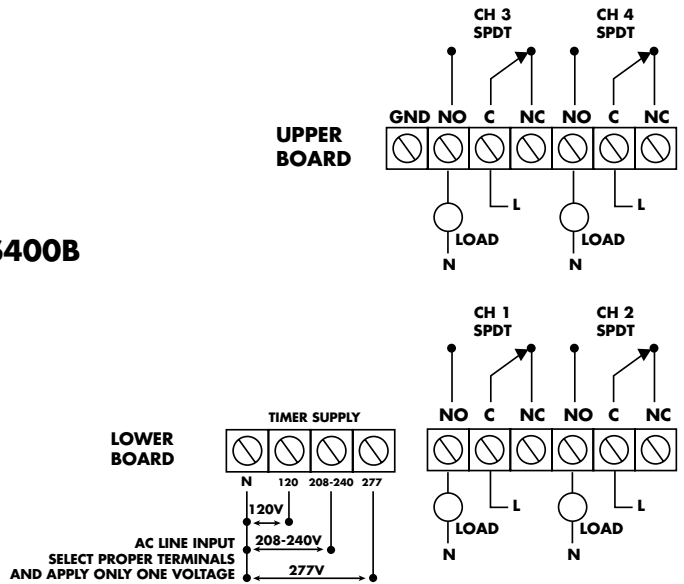 CH 3 CH 4
SPDT SPDT
GND NO C NC NO C NC
UPPER
BOARD
L L
LOAD LOAD
N N
6400B
CH 1 CH 2
SPDT SPDT
TIMER SUPPLY
NO C NC NO C NC
LOWER
BOARD
N 120 208-240 277
120V
L L
LOAD LOAD
N N
AC LINE INPUT 208-240V
SELECT PROPER TERMINALS
AND APPLY ONLY ONE VOLTAGE 277V